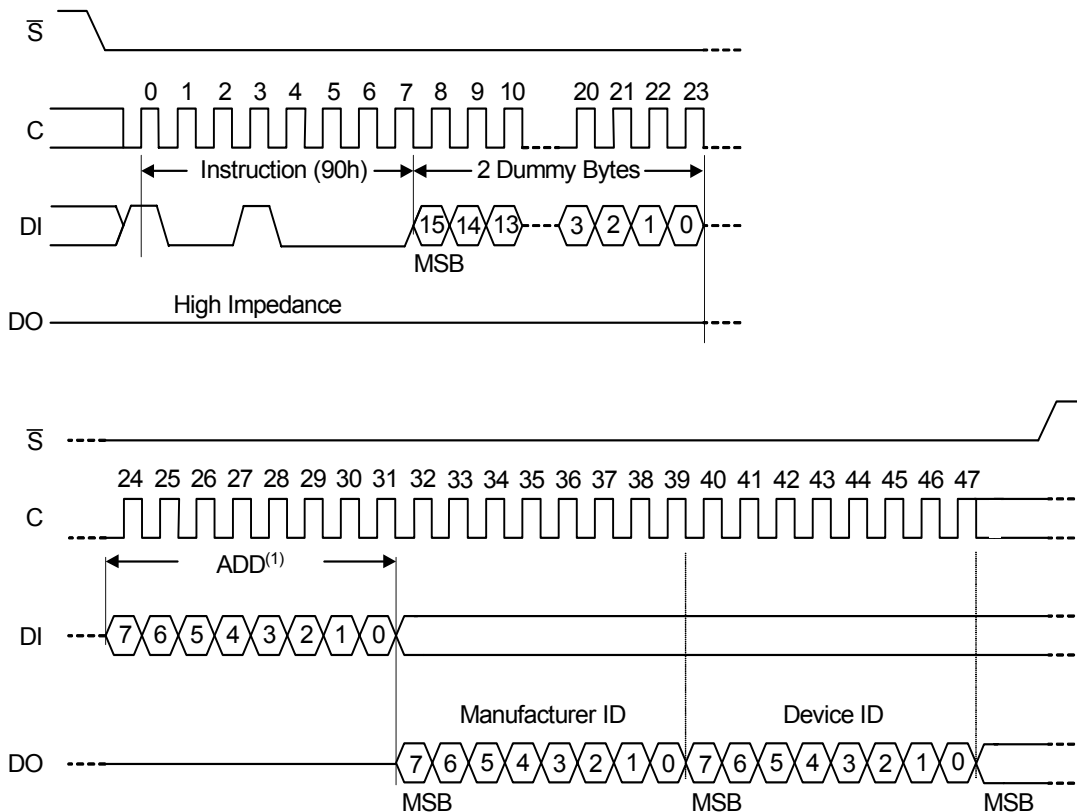 S
0 1 2 3 4 5 6 7 8 9 10 20 21 22 23
C
Instruction (90h) 2 Dummy Bytes
DI 15 14 13 3 2 1 0
MSB
High Impedance
DO
S
24 25 26 27 28 29 30 31 32 33 34 35 36 37 38 39 40 41 42 43 44 45 46 47
C
ADD(1)
DI 7 6 5 4 3 2 1 0
Manufacturer ID Device ID
DO 7 6 5 4 3 2 1 0 7 6 5 4 3 2 1 0
MSB MSB MSB